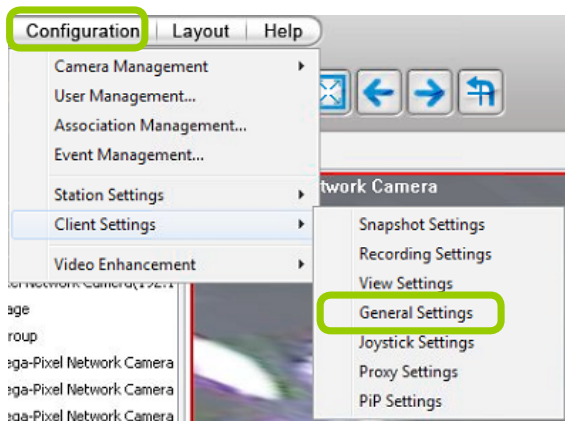 Configuration Layout Help
Camera Management
User Management...
Association Management...
Event Management...
Station Settings
Client Settings
Video Enhancement
twork Camera
Snapshot Settings
Recording Settings
View Settings
General Settings
Joystick Settings
Proxy Settings
PiP Settings
age
roup
ega-Pixel Network Camera
ega-Pixel Network Camera
ega-Pixel Network Camera